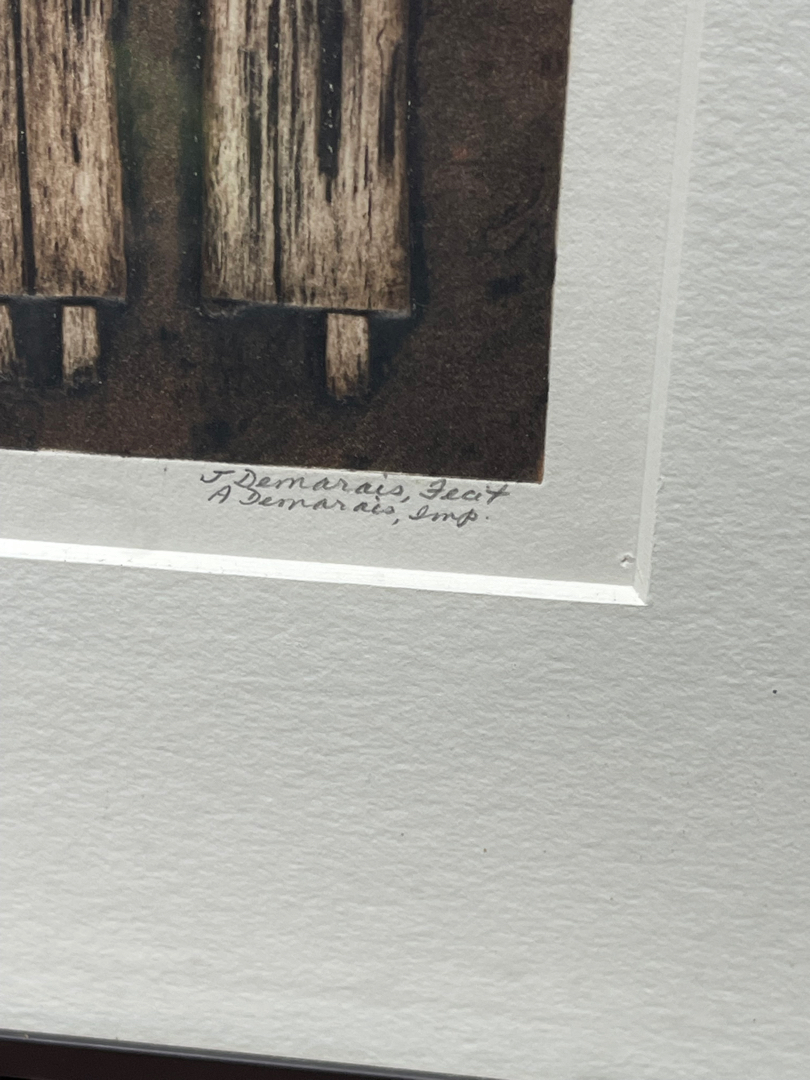 J Demarais, Fecit
A Demarais, Imp.